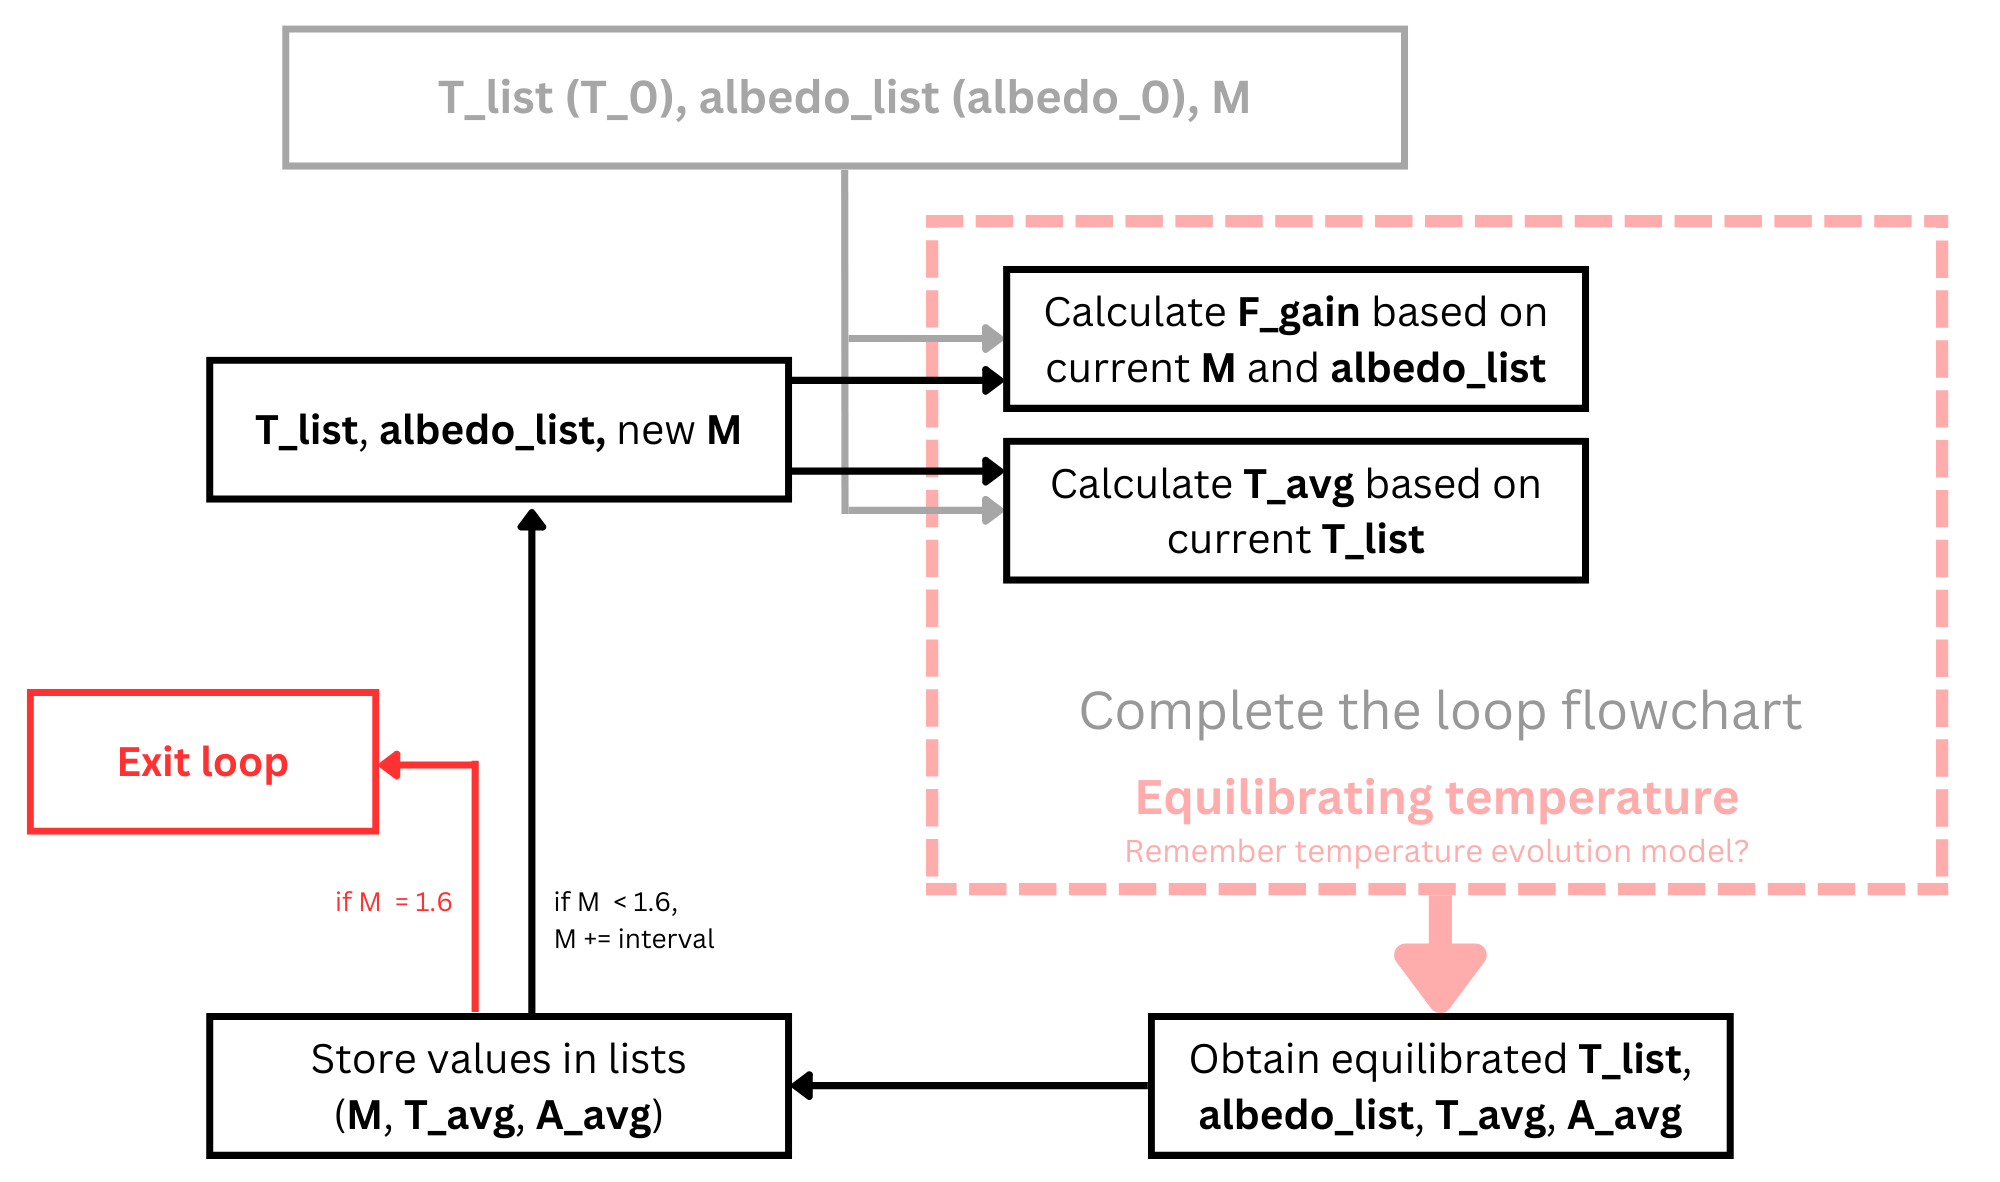 T_list (T_0), albedo_list (albedo_0), M
Calculate F_gain based on
current M and albedo_list
T_list, albedo_list, new M
Calculate T_avg based on
current T_list
Complete the loop flowchart
Exit loop
Equilibrating temperature
Remember temperature evolution model?
if M = 1.6
if M < 1.6,
M += interval
Store values in lists
(M, T_avg, A_avg)
Obtain equilibrated T_list,
albedo_list, T_avg, A_avg